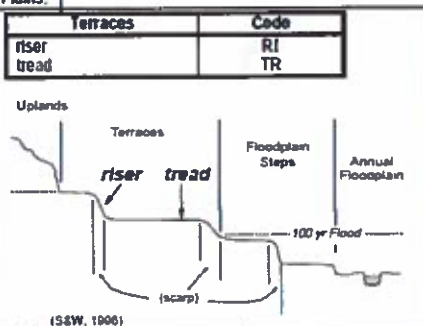 Plains.
Terraces Code
riser RI
tread TR
Uplands
Terraces
Floodplain
Steps
Annual
Floodplain
riser tread
100 yr Flood
(scarp)
(S&W, 1996)